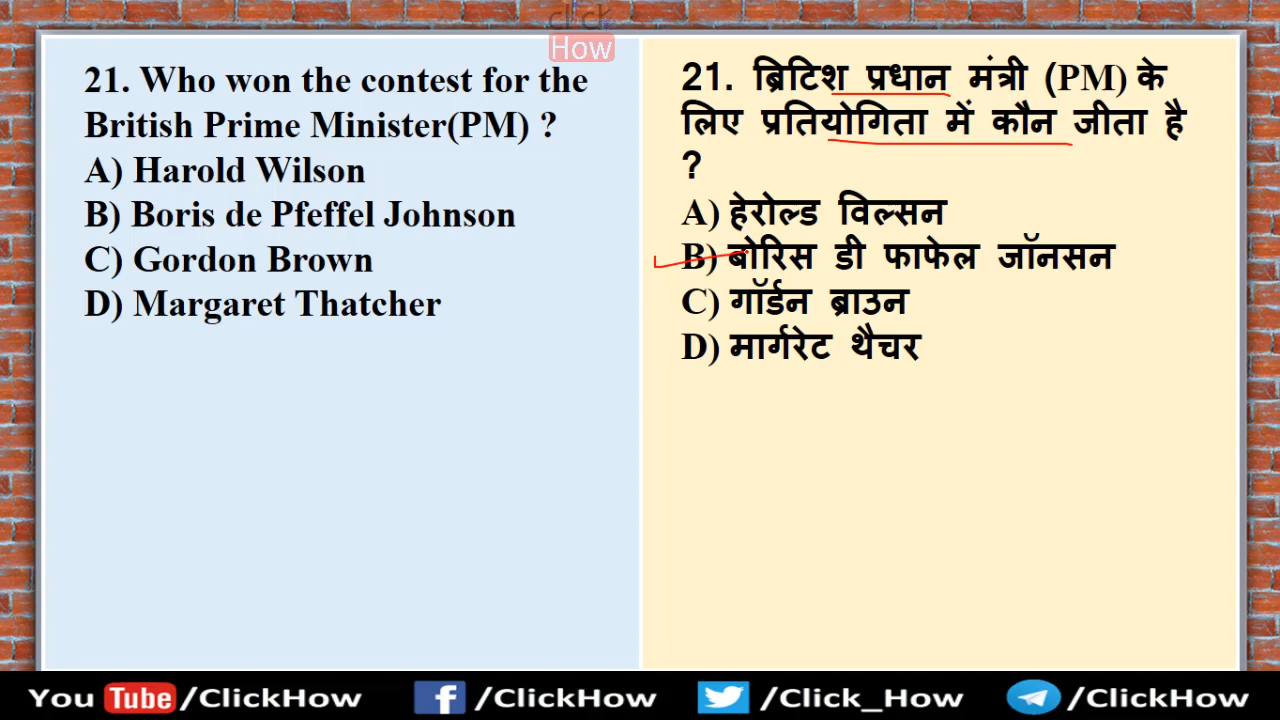 click
How
21. Who won the contest for the
British Prime Minister(PM) ?
A) Harold Wilson
B) Boris de Pfeffel Johnson
C) Gordon Brown
D) Margaret Thatcher
21. ब्रिटिश प्रधान मंत्री (PM) के
लिए प्रतियोगिता में कौन जीता है
?
A) हेरोल्ड विल्सन
B) बोरिस डी फाफेल जॉनसन
C) गॉर्डन ब्राउन
D) मार्गरेट थैचर
You Tube/ClickHow f /ClickHow /Click_How /ClickHow